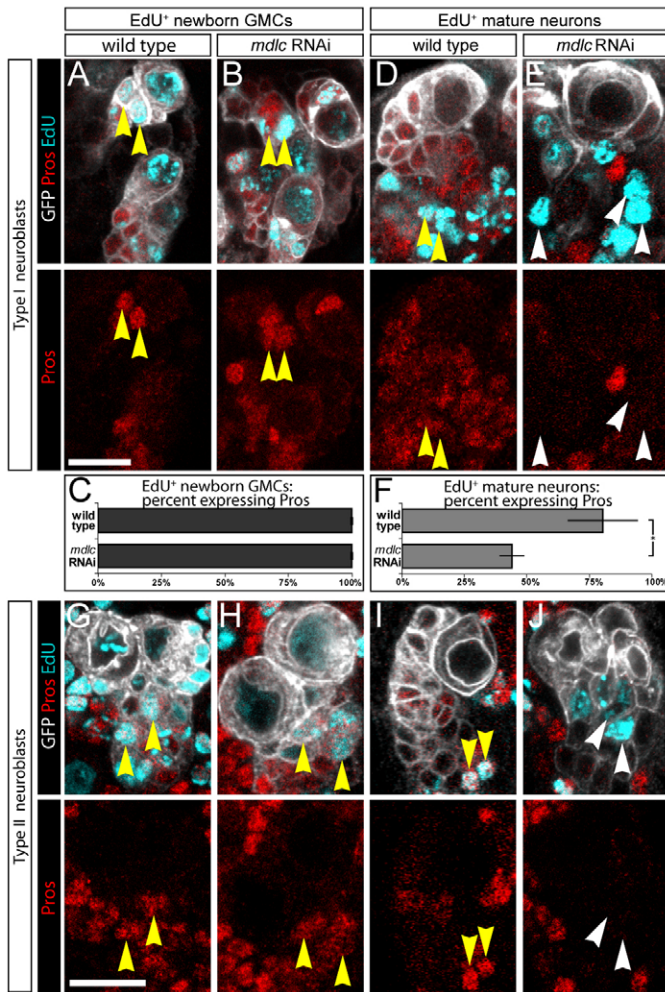 EdU⁺ newborn GMCs
EdU⁺ mature neurons
wild type
mdlc RNAi
wild type
mdlc RNAi
A
B
D
E
Type I neuroblasts
GFP Pros EdU
Pros
C
EdU⁺ newborn GMCs:
percent expressing Pros
wild
type
mdlc
RNAi
0%
25%
50%
75%
100%
F
EdU⁺ mature neurons:
percent expressing Pros
wild
type
mdlc
RNAi
*
0%
25%
50%
75%
100%
G
H
I
J
Type II neuroblasts
GFP Pros EdU
Pros